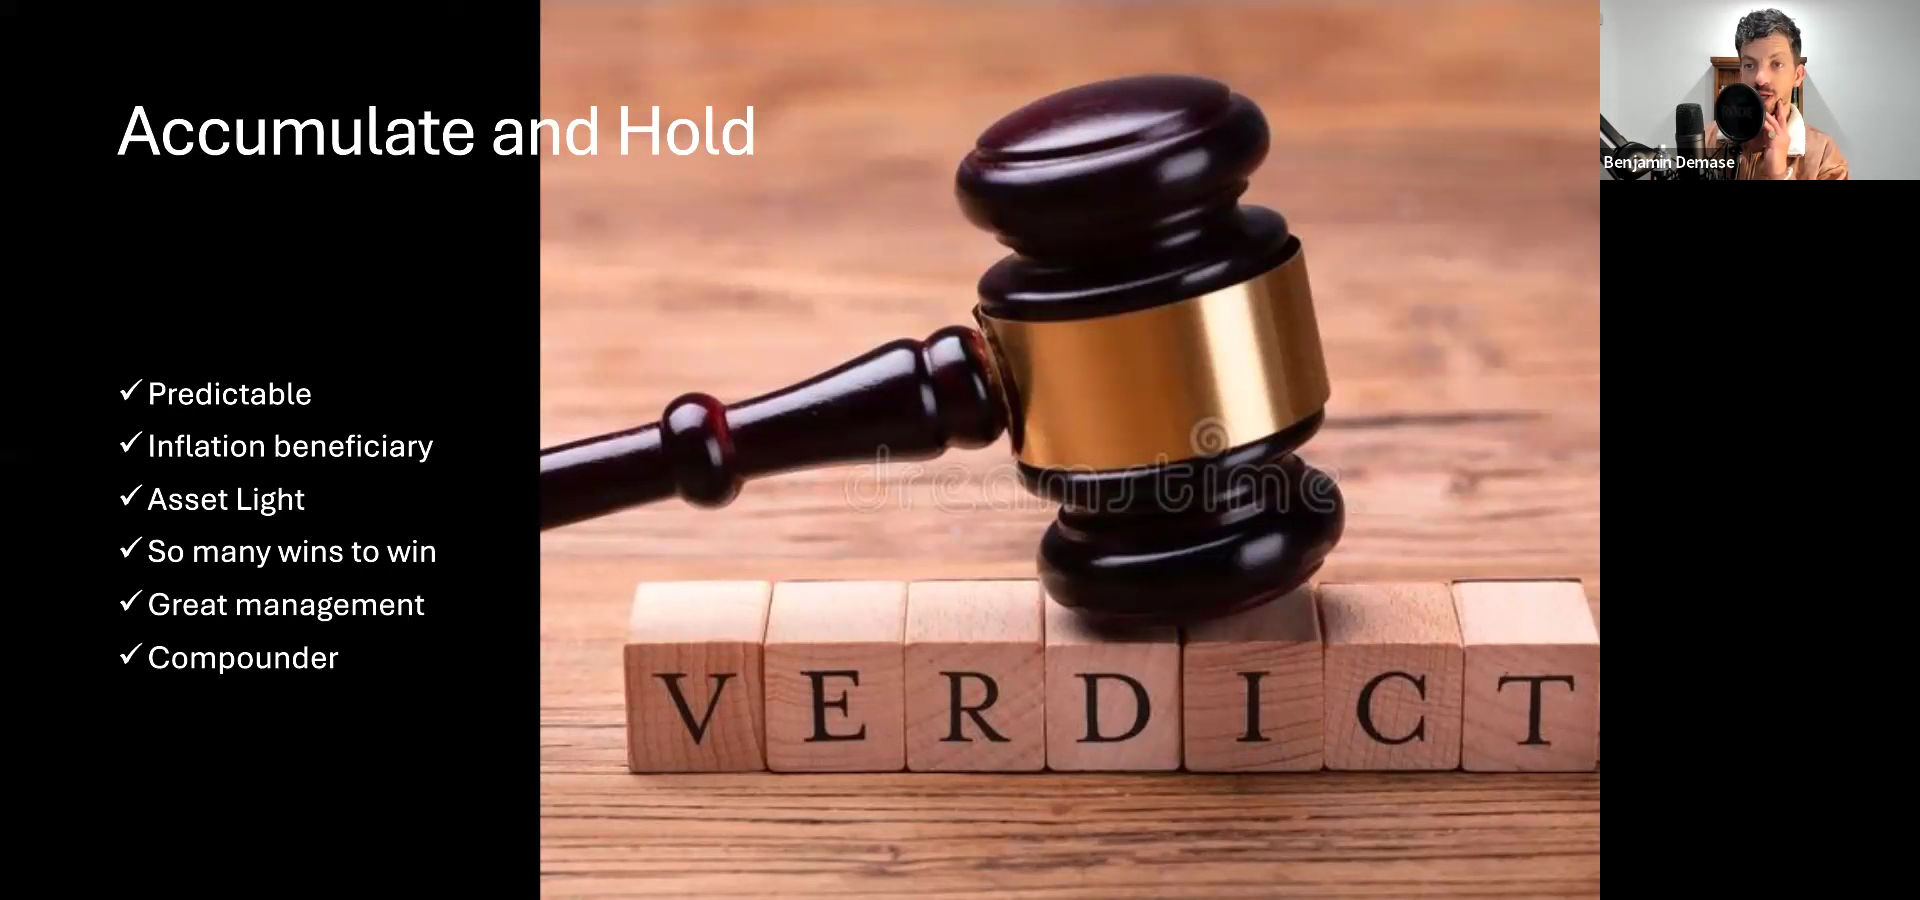 Accumulate and Hold
Predictable
Inflation beneficiary
Asset Light
So many wins to win
Great management
Compounder
dreamstime
VERDICT
Benjamin Demase